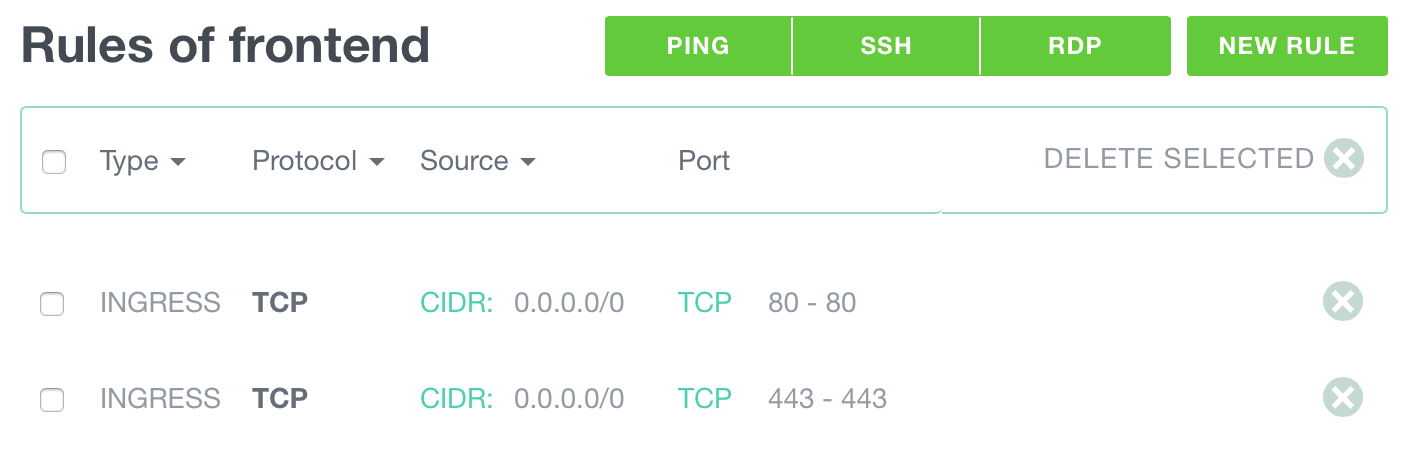 Rules of frontend PING SSH RDP NEW RULE
Type Protocol Source Port DELETE SELECTED
INGRESS TCP CIDR: 0.0.0.0/0 TCP 80 - 80
INGRESS TCP CIDR: 0.0.0.0/0 TCP 443 - 443